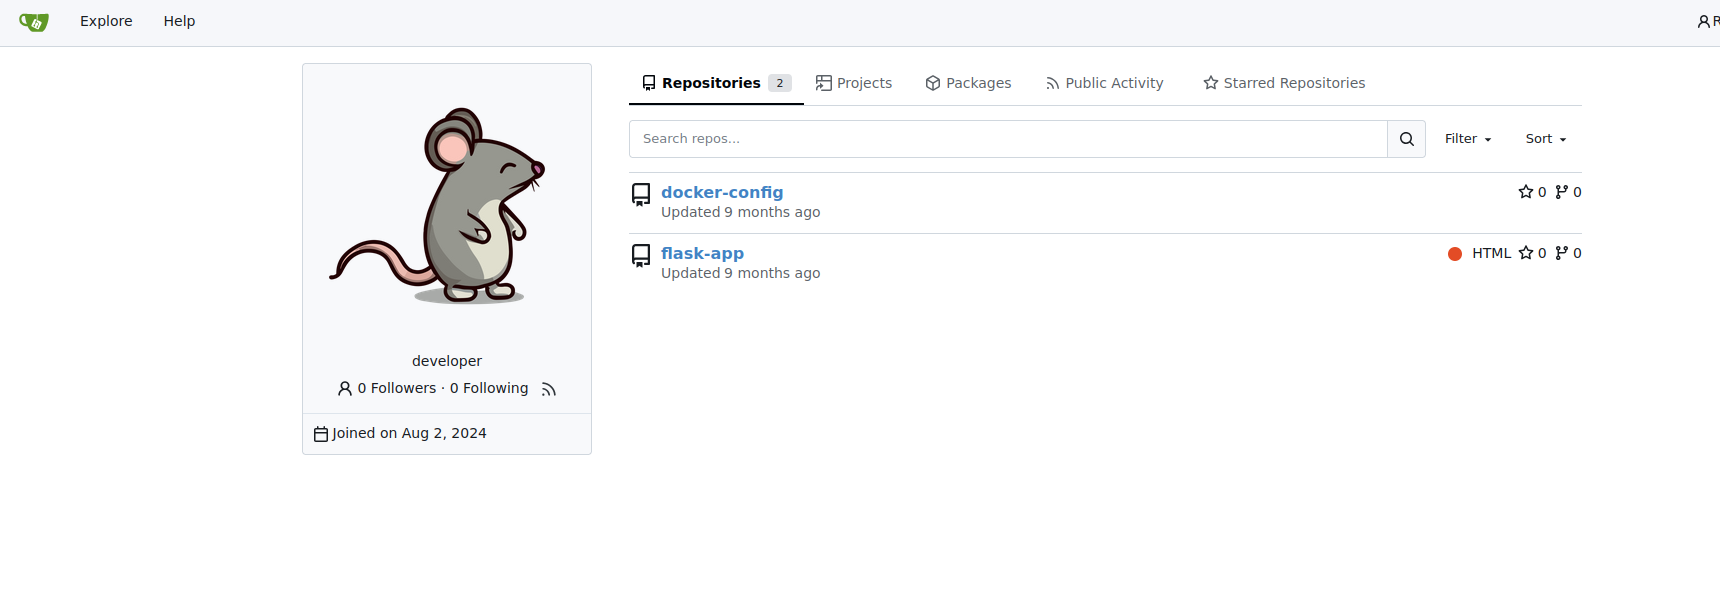 Explore Help R
Repositories 2 Projects Packages Public Activity Starred Repositories
Search repos... Filter Sort
docker-config 0 0
Updated 9 months ago
flask-app HTML 0 0
Updated 9 months ago
developer
0 Followers · 0 Following
Joined on Aug 2, 2024